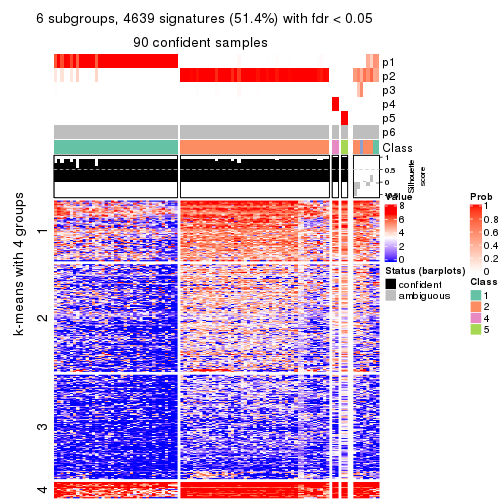 6 subgroups, 4639 signatures (51.4%) with fdr < 0.05
90 confident samples
p1
p2
p3
p4
p5
p6
Class
1
0.5
0
Silhouette
score
k-means with 4 groups
1
2
3
4
Value
8
6
4
2
0
Status (barplots)
confident
ambiguous
Prob
1
0.8
0.6
0.4
0.2
0
Class
1
2
4
5